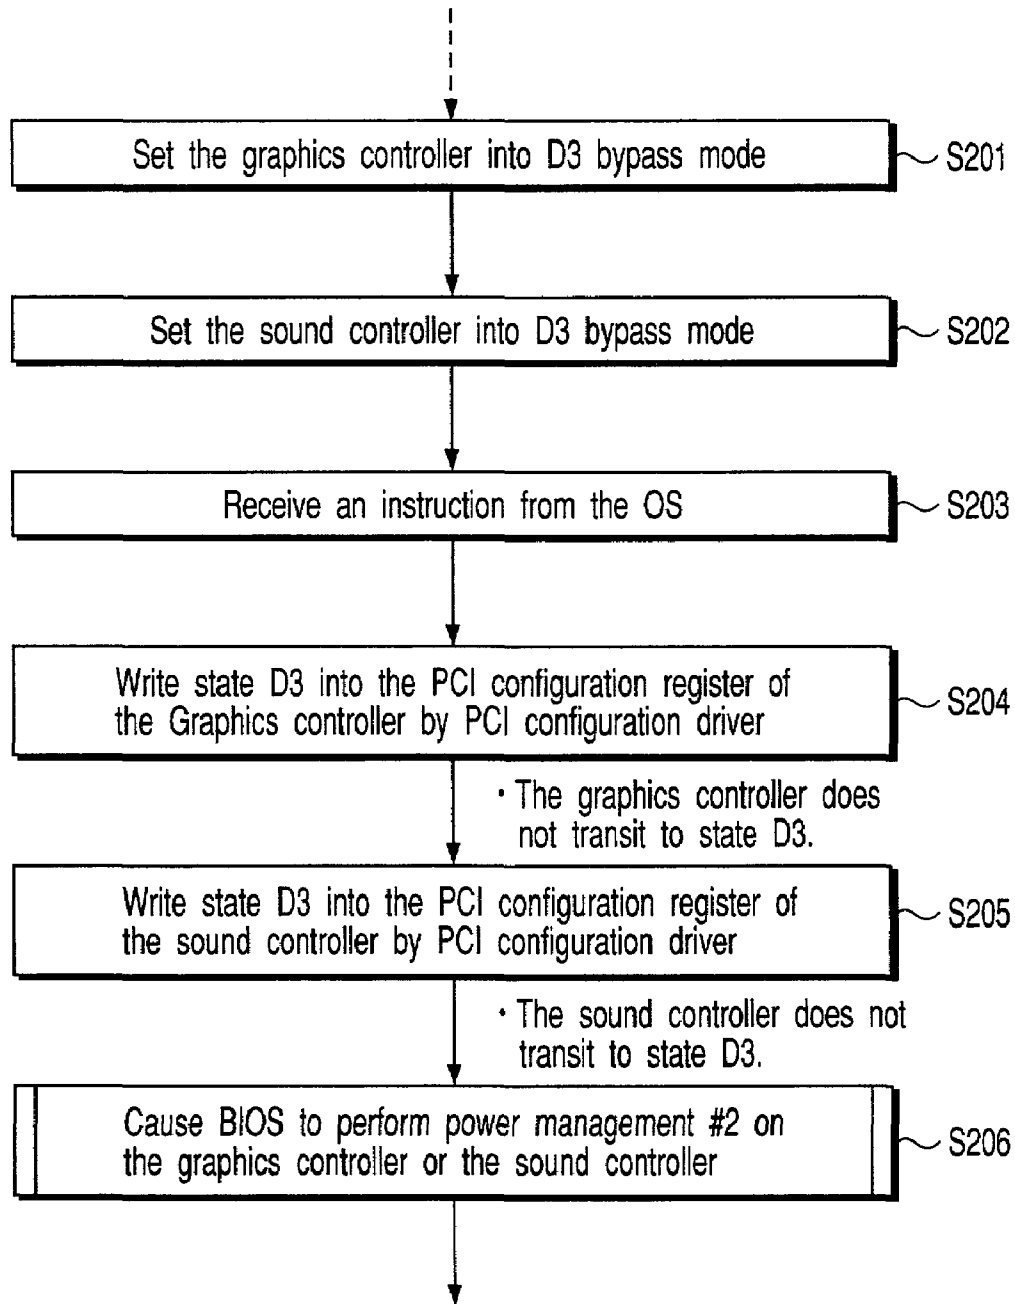 Set the graphics controller into D3 bypass mode
S201
Set the sound controller into D3 bypass mode
S202
Receive an instruction from the OS
S203
Write state D3 into the PCI configuration register of
the Graphics controller by PCI configuration driver
S204
· The graphics controller does
not transit to state D3.
Write state D3 into the PCI configuration register of
the sound controller by PCI configuration driver
S205
· The sound controller does not
transit to state D3.
Cause BIOS to perform power management #2 on
the graphics controller or the sound controller
S206